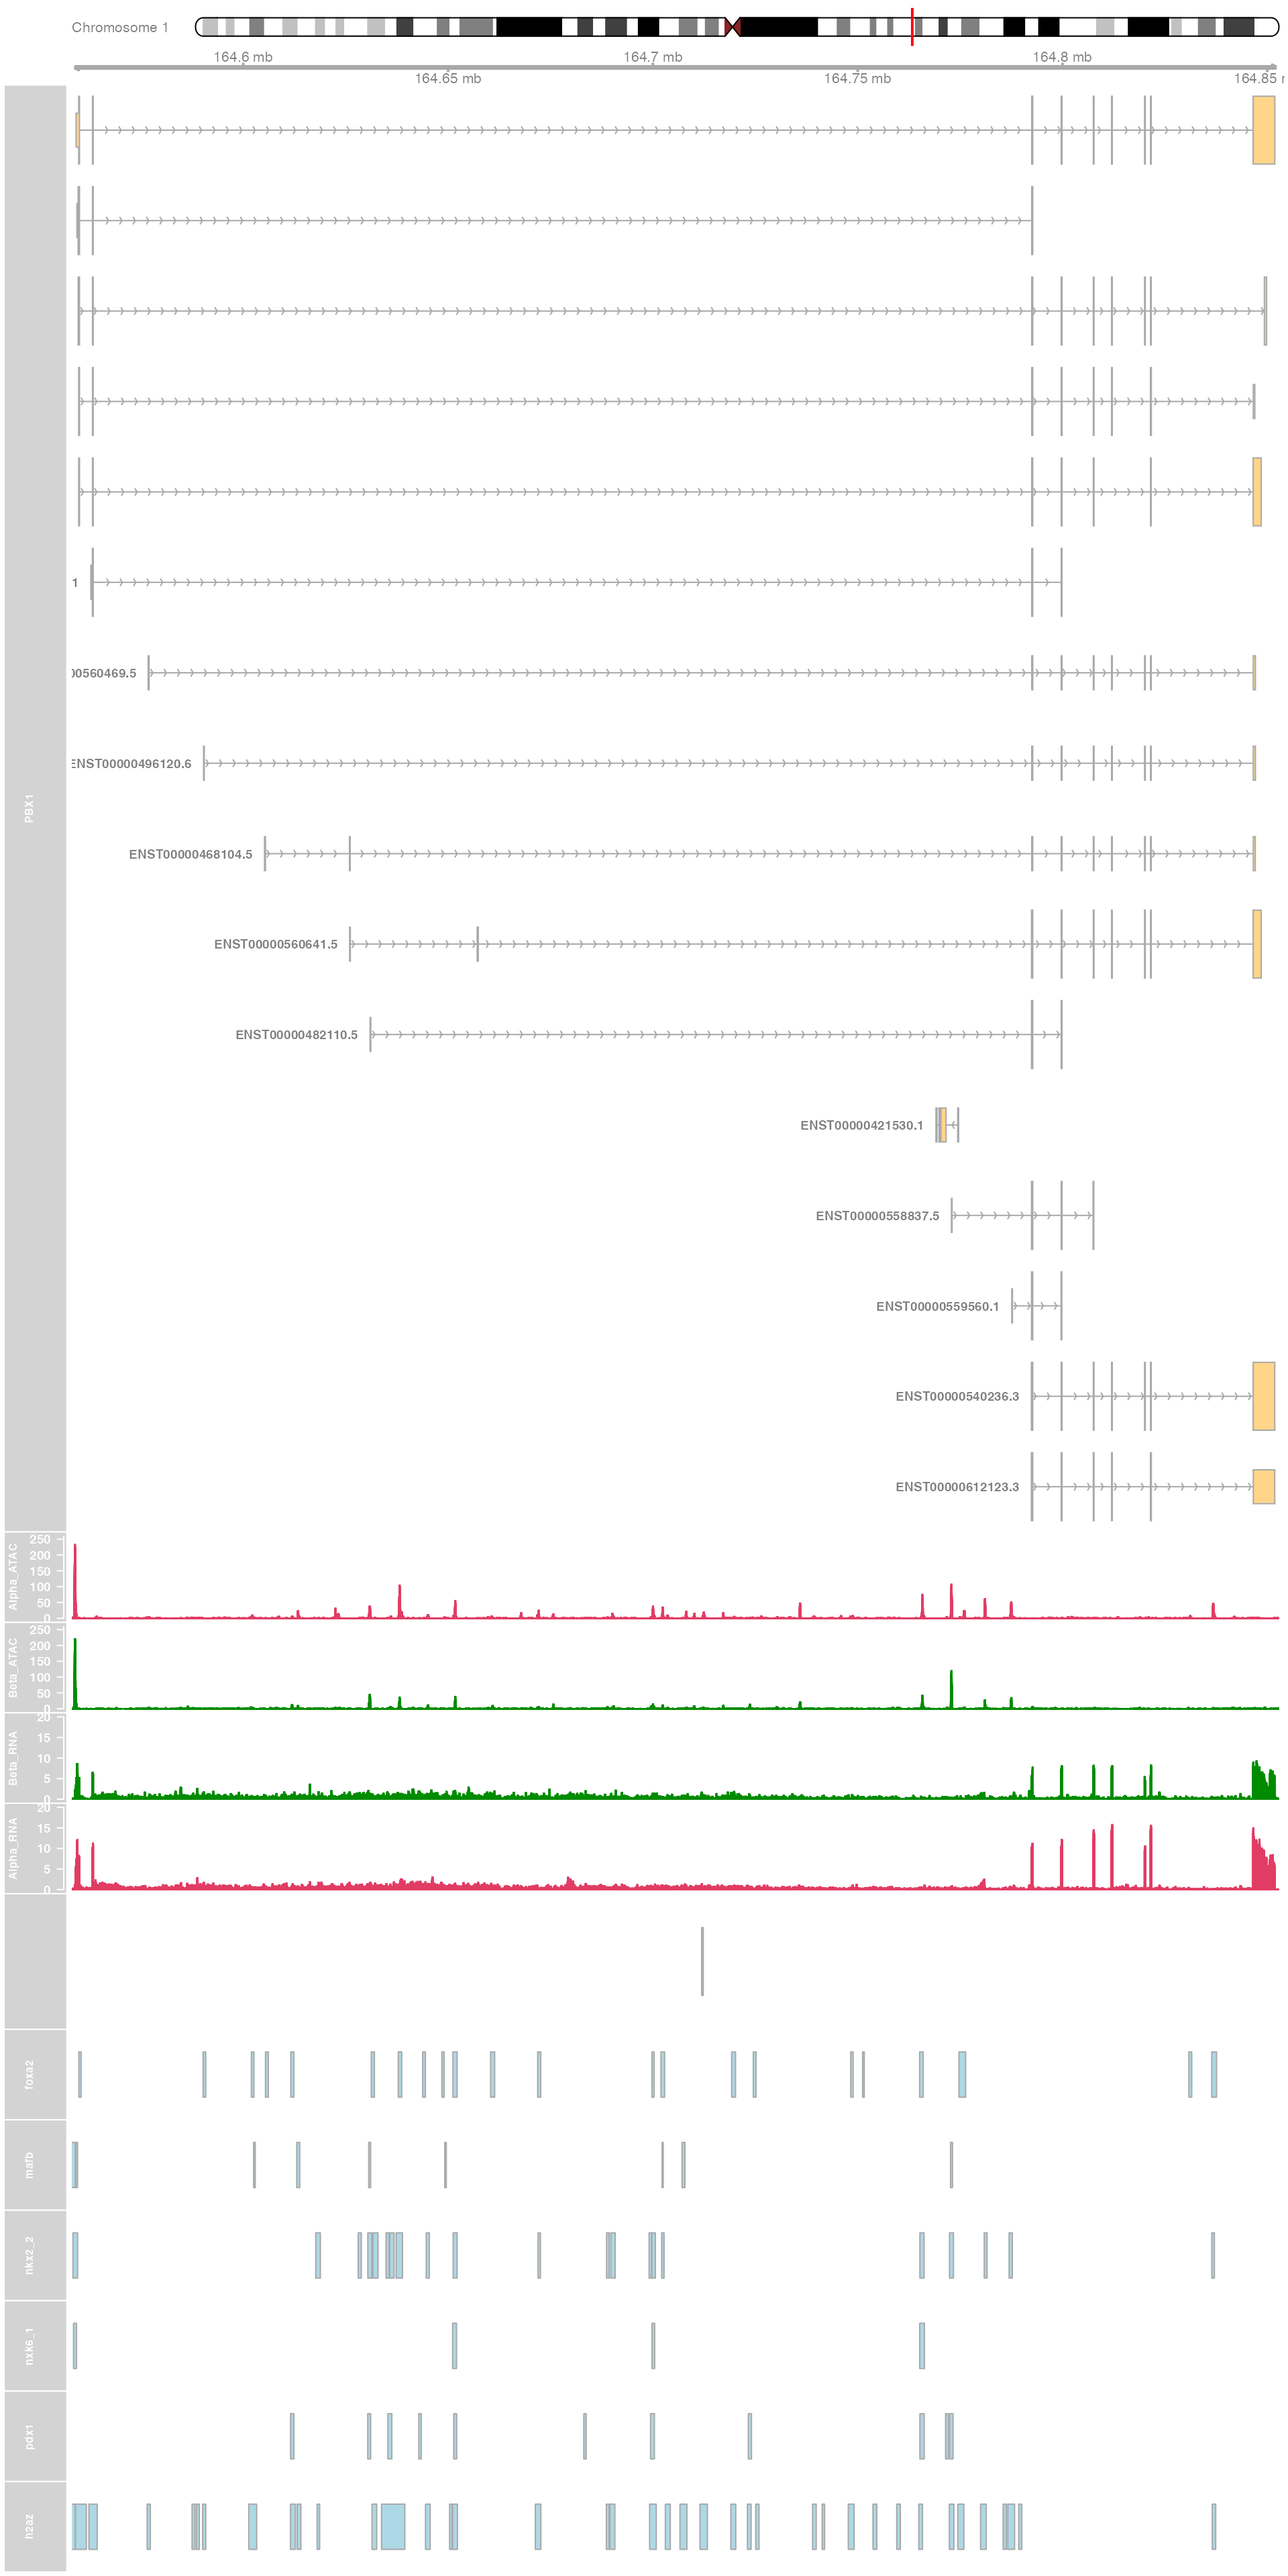 Chromosome 1
164.6 mb
164.7 mb
164.8 mb
164.65 mb
164.75 mb
164.85 m
PBX1
1
00560469.5
ENST00000496120.6
ENST00000468104.5
ENST00000560641.5
ENST00000482110.5
ENST00000421530.1
ENST00000558837.5
ENST00000559560.1
ENST00000540236.3
ENST00000612123.3
Alpha_ATAC
250
200
150
100
50
0
Beta_ATAC
250
200
150
100
50
0
Beta_RNA
20
15
10
5
0
Alpha_RNA
20
15
10
5
0
foxa2
mafb
nkx2_2
nxk6_1
pdx1
h2az